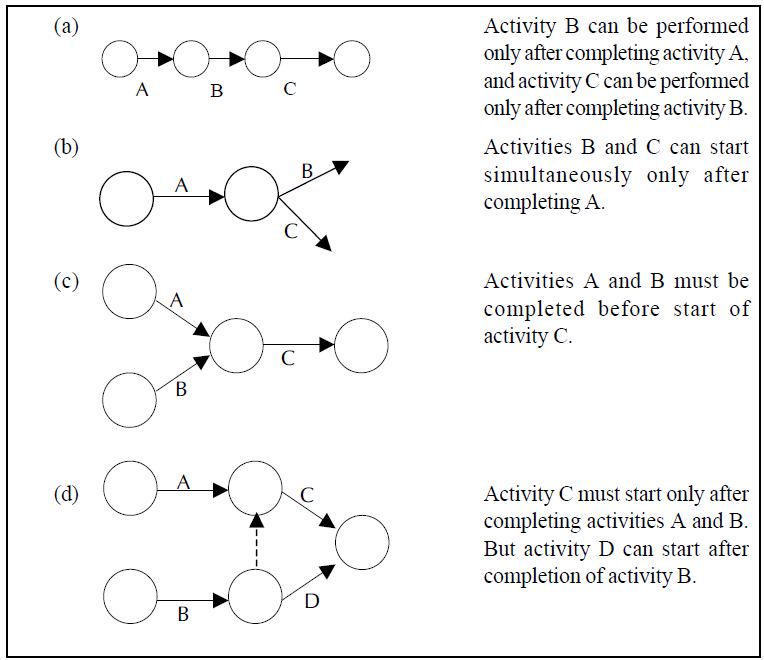 (a)
A
B
C
Activity B can be performed
only after completing activity A,
and activity C can be performed
only after completing activity B.
(b)
A
B
C
Activities B and C can start
simultaneously only after
completing A.
(c)
A
B
C
Activities A and B must be
completed before start of
activity C.
(d)
A
C
B
D
Activity C must start only after
completing activities A and B.
But activity D can start after
completion of activity B.